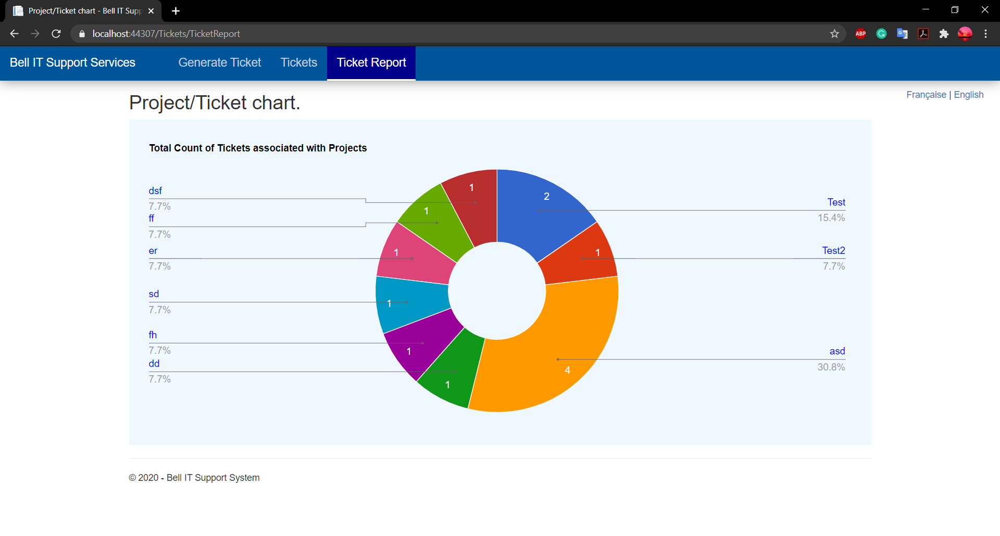 Project/Ticket chart - Bell IT Supp
localhost:44307/Tickets/TicketReport
ABP
Bell IT Support Services
Generate Ticket
Tickets
Ticket Report
Project/Ticket chart.
Française | English
Total Count of Tickets associated with Projects
dsf
7.7%
ff
7.7%
er
7.7%
sd
7.7%
fh
7.7%
dd
7.7%
1
1
1
1
1
1
2
1
4
Test
15.4%
Test2
7.7%
asd
30.8%
© 2020 - Bell IT Support System